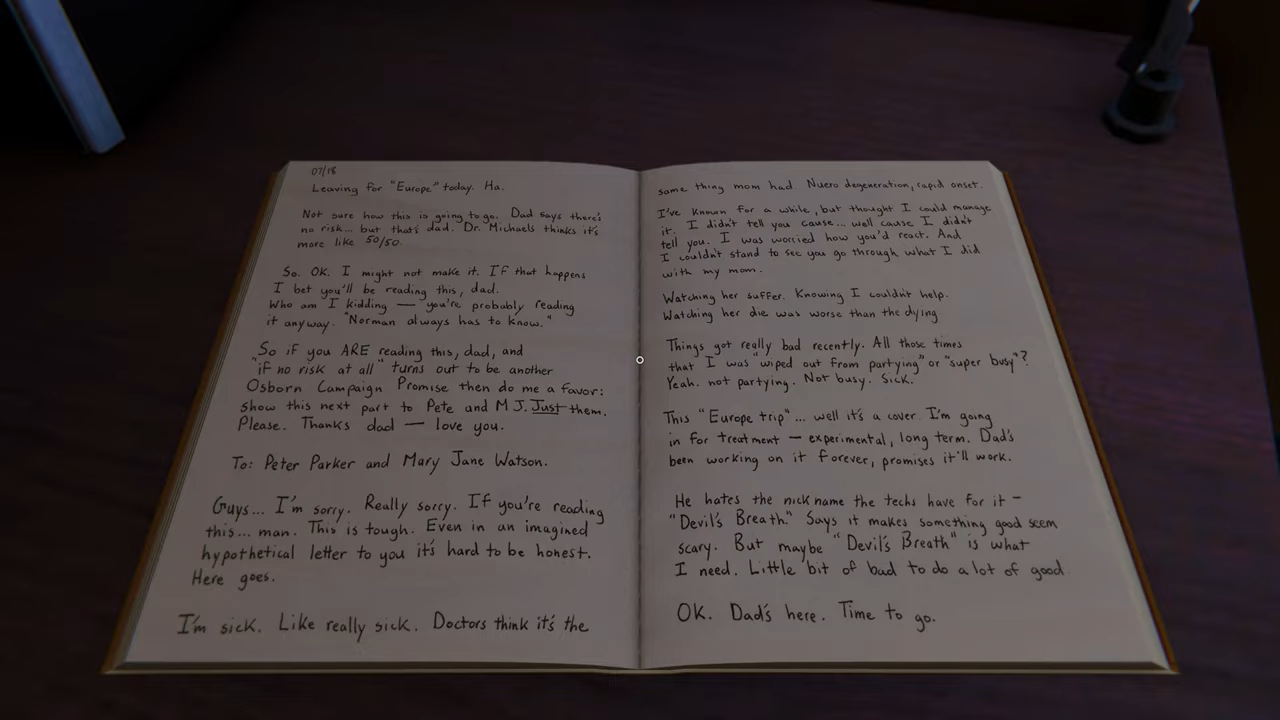 07/18
Leaving for "Europe" today. Ha.
Not sure how this is going to go. Dad says there's
no risk... but that's dad. Dr. Michaels thinks it's
more like 50/50.
So. OK. I might not make it. If that happens
I bet you'll be reading this, dad.
Who am I kidding — you're probably reading
it anyway. "Norman always has to know."
So if you ARE reading this, dad, and
"if no risk at all" turns out to be another
Osborn Campaign Promise then do me a favor:
show this next part to Pete and MJ. Just them.
Please. Thanks dad — love you.
To: Peter Parker and Mary Jane Watson.
Guys... I'm sorry. Really sorry. If you're reading
this... man. This is tough. Even in an imagined
hypothetical letter to you it's hard to be honest.
Here goes.
I'm sick. Like really sick. Doctors think it's the
same thing mom had. Nuero degeneration, rapid onset.
I've known for a while, but thought I could manage
it. I didn't tell you cause... well cause I didn't
tell you. I was worried how you'd react. And
I couldn't stand to see you go through what I did
with my mom.
Watching her suffer. Knowing I couldn't help.
Watching her die was worse than the dying
Things got really bad recently. All those times
that I was "wiped out from partying" or "super busy"?
Yeah. not partying. Not busy. Sick.
This "Europe trip"... well it's a cover. I'm going
in for treatment — experimental, long term. Dad's
been working on it forever, promises it'll work.
He hates the nickname the techs have for it -
"Devil's Breath." Says it makes something good seem
scary. But maybe "Devil's Breath" is what
I need. Little bit of bad to do a lot of good
OK. Dad's here. Time to go.